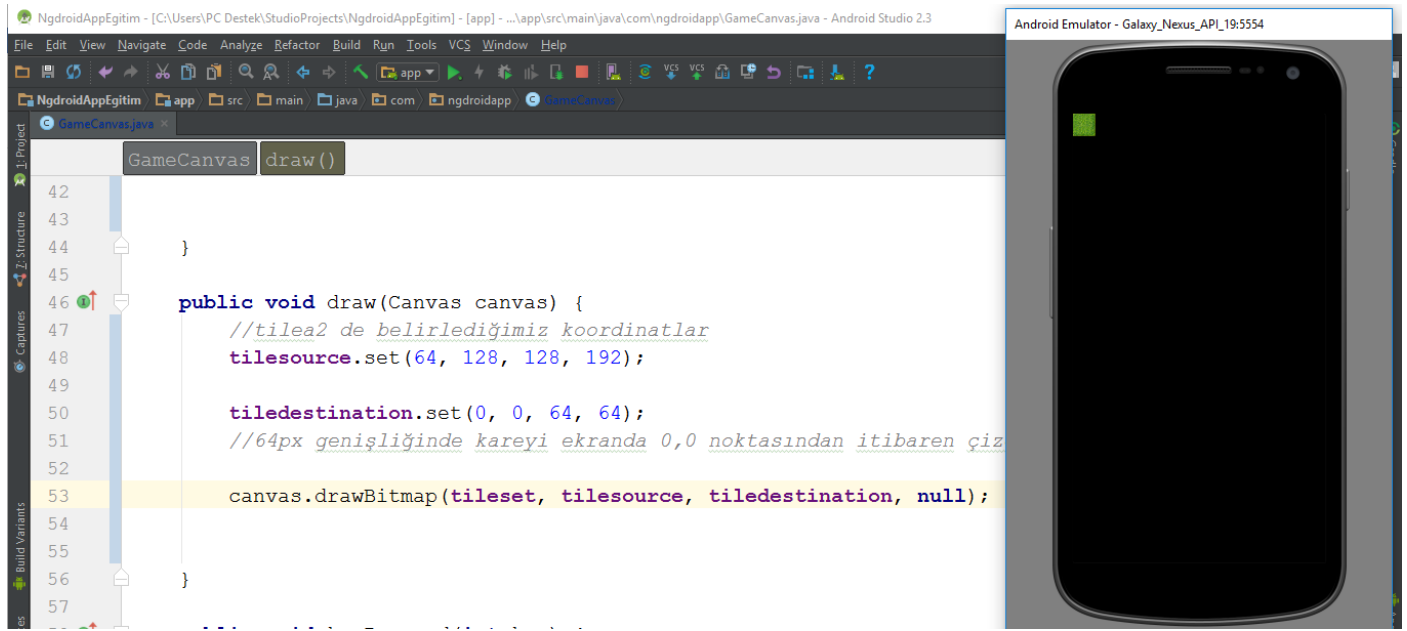 NgdroidAppEgitim - [C:\Users\PC Destek\StudioProjects\NgdroidAppEgitim] - [app] - ...\app\src\main\java\com\ngdroidapp\GameCanvas.java - Android Studio 2.3
File Edit View Navigate Code Analyze Refactor Build Run Tools VCS Window Help
app
VCS VCS
NgdroidAppEgitim app src main java com ngdroidapp GameCanvas
GameCanvas.java
GameCanvas draw()
42
43
44 }
45
46 public void draw(Canvas canvas) {
47 //tilea2 de belirlediğimiz koordinatlar
48 tilesource.set(64, 128, 128, 192);
49
50 tiledestination.set(0, 0, 64, 64);
51 //64px genişliğinde kareyi ekranda 0,0 noktasından itibaren çiz
52
53 canvas.drawBitmap(tileset, tilesource, tiledestination, null);
54
55
56 }
57
1: Project
7: Structure
Captures
Build Variants
Android Emulator - Galaxy_Nexus_API_19:5554